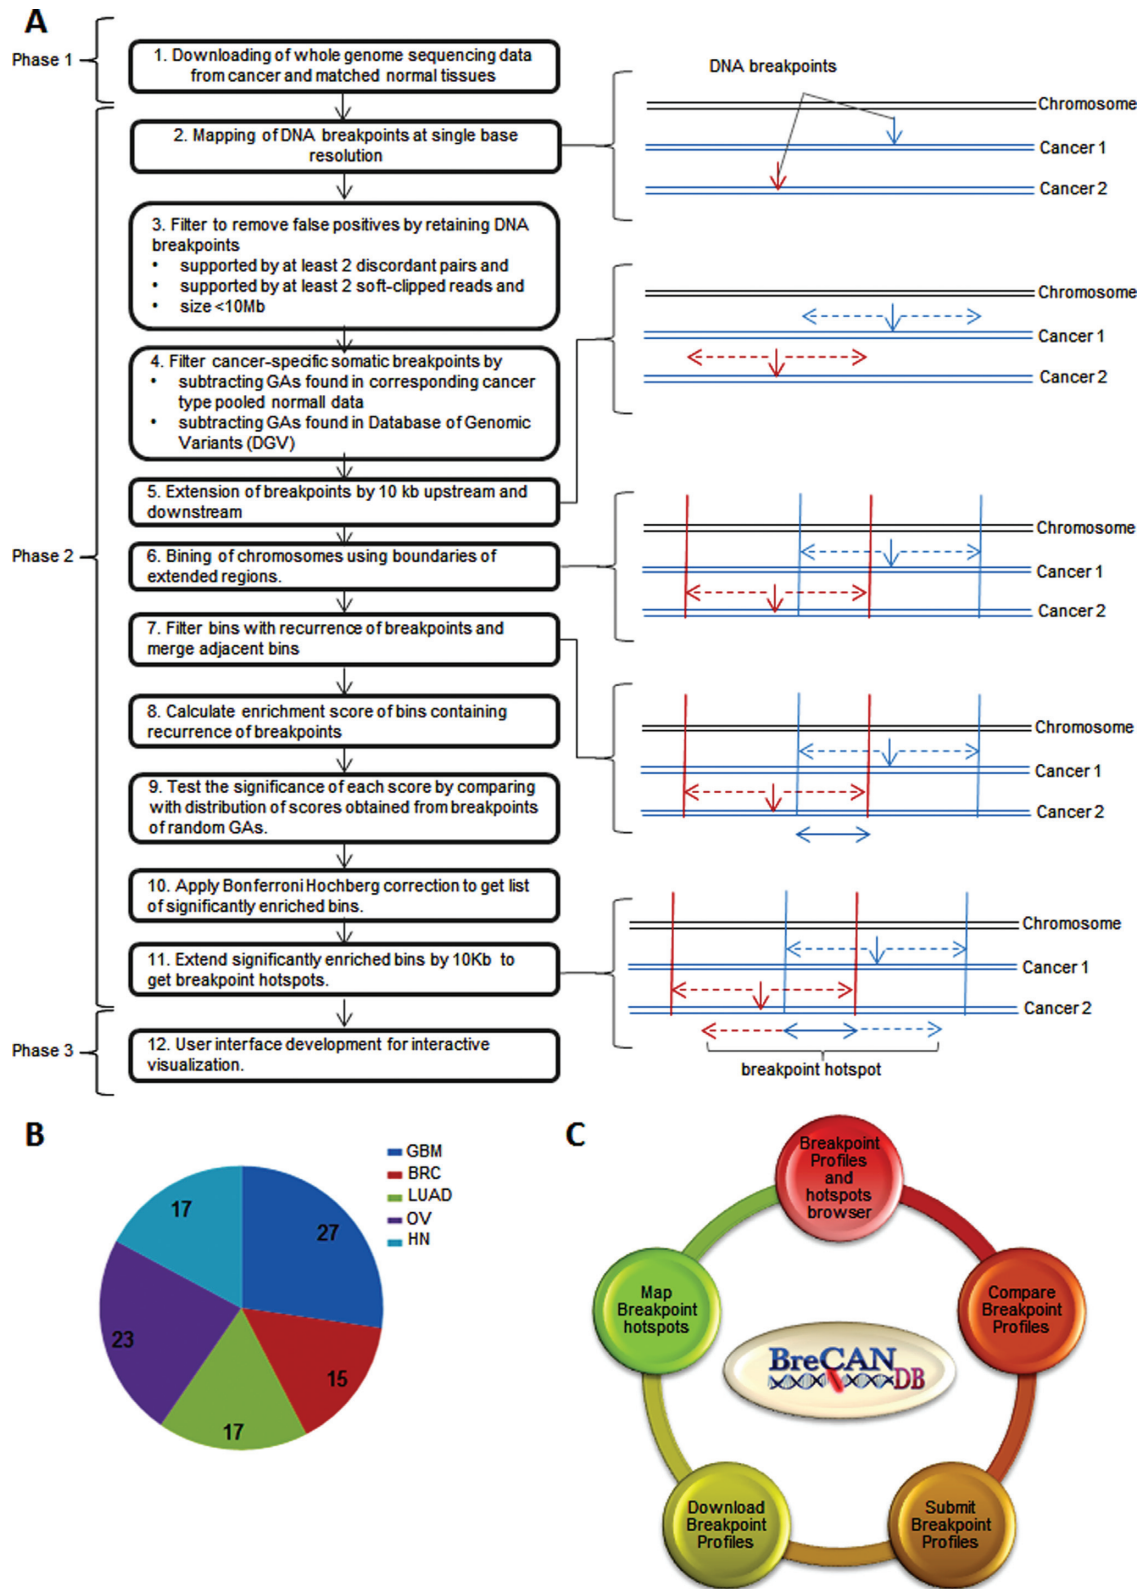 A
Phase 1
1. Downloading of whole genome sequencing data
from cancer and matched normal tissues
2. Mapping of DNA breakpoints at single base
resolution
3. Filter to remove false positives by retaining DNA
breakpoints
• supported by at least 2 discordant pairs and
• supported by at least 2 soft-clipped reads and
• size <10Mb
4. Filter cancer-specific somatic breakpoints by
• subtracting GAs found in corresponding cancer
type pooled normall data
• subtracting GAs found in Database of Genomic
Variants (DGV)
5. Extension of breakpoints by 10 kb upstream and
downstream
Phase 2
6. Bining of chromosomes using boundaries of
extended regions.
7. Filter bins with recurrence of breakpoints and
merge adjacent bins
8. Calculate enrichment score of bins containing
recurrence of breakpoints
9. Test the significance of each score by comparing
with distribution of scores obtained from breakpoints
of random GAs.
10. Apply Bonferroni Hochberg correction to get list
of significantly enriched bins.
11. Extend significantly enriched bins by 10Kb to
get breakpoint hotspots.
Phase 3
12. User interface development for interactive
visualization.
DNA breakpoints
Chromosome
Cancer 1
Cancer 2
Chromosome
Cancer 1
Cancer 2
Chromosome
Cancer 1
Cancer 2
Chromosome
Cancer 1
Cancer 2
Chromosome
Cancer 1
Cancer 2
breakpoint hotspot
B
GBM
BRC
LUAD
OV
HN
17
27
23
15
17
C
Breakpoint
Profiles
and
hotspots
browser
Map
Breakpoint
hotspots
Compare
Breakpoint
Profiles
BreCAN
DB
Download
Breakpoint
Profiles
Submit
Breakpoint
Profiles